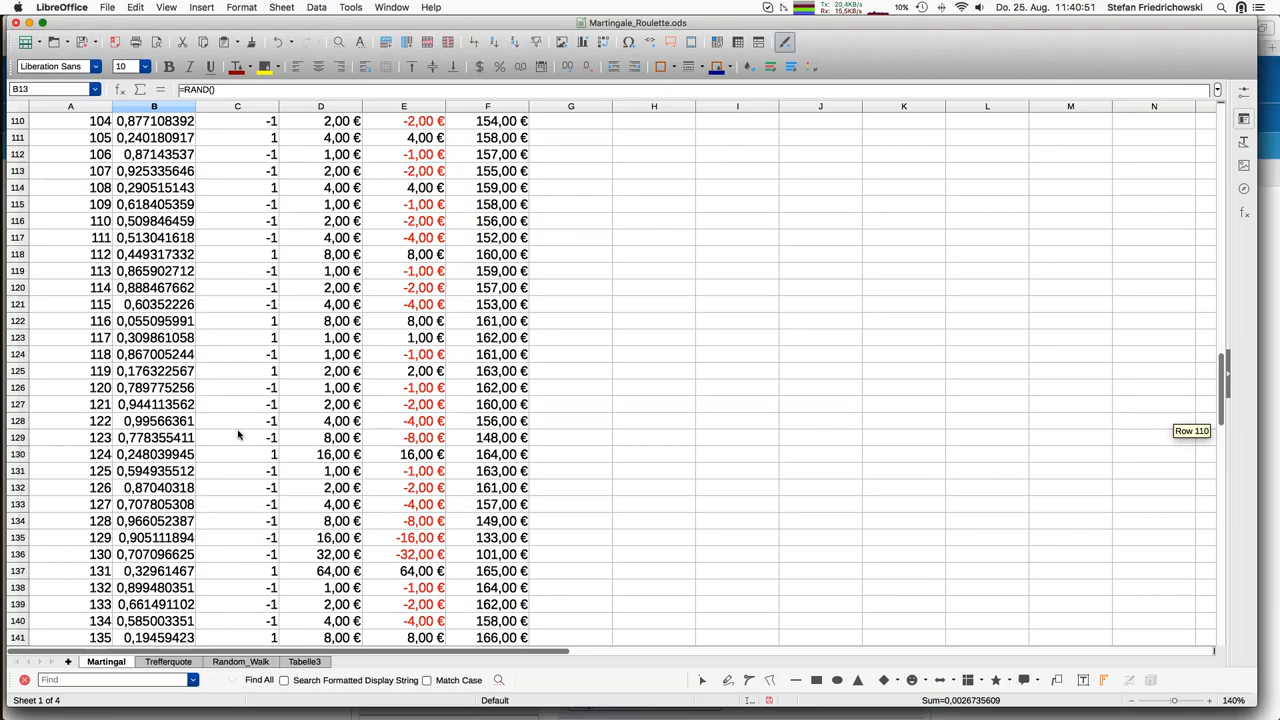 LibreOffice File Edit View Insert Format Styles Sheet Data Tools Window Help Tx: 20,4KB/s Rx: 15,5KB/s 10% Do. 25. Aug. 11:40:51 Stefan Friedrichowski
Martingale_Roulette.ods
Liberation Sans 10
B13 =RAND()
A B C D E F G H I J K L M N
110 104 0,877108392 -1 2,00 € -2,00 € 154,00 €
111 105 0,240180917 1 4,00 € 4,00 € 158,00 €
112 106 0,87143537 -1 1,00 € -1,00 € 157,00 €
113 107 0,925335646 -1 2,00 € -2,00 € 155,00 €
114 108 0,290515143 1 4,00 € 4,00 € 159,00 €
115 109 0,618405359 -1 1,00 € -1,00 € 158,00 €
116 110 0,509846459 -1 2,00 € -2,00 € 156,00 €
117 111 0,513041618 -1 4,00 € -4,00 € 152,00 €
118 112 0,449317332 1 8,00 € 8,00 € 160,00 €
119 113 0,865902712 -1 1,00 € -1,00 € 159,00 €
120 114 0,888467662 -1 2,00 € -2,00 € 157,00 €
121 115 0,60352226 -1 4,00 € -4,00 € 153,00 €
122 116 0,055095991 1 8,00 € 8,00 € 161,00 €
123 117 0,309861058 1 1,00 € 1,00 € 162,00 €
124 118 0,867005244 -1 1,00 € -1,00 € 161,00 €
125 119 0,176322567 1 2,00 € 2,00 € 163,00 €
126 120 0,789775256 -1 1,00 € -1,00 € 162,00 €
127 121 0,944113562 -1 2,00 € -2,00 € 160,00 €
128 122 0,99566361 -1 4,00 € -4,00 € 156,00 €
129 123 0,778355411 -1 8,00 € -8,00 € 148,00 € Row 110
130 124 0,248039945 1 16,00 € 16,00 € 164,00 €
131 125 0,594935512 -1 1,00 € -1,00 € 163,00 €
132 126 0,87040318 -1 2,00 € -2,00 € 161,00 €
133 127 0,707805308 -1 4,00 € -4,00 € 157,00 €
134 128 0,966052387 -1 8,00 € -8,00 € 149,00 €
135 129 0,905111894 -1 16,00 € -16,00 € 133,00 €
136 130 0,707096625 -1 32,00 € -32,00 € 101,00 €
137 131 0,32961467 1 64,00 € 64,00 € 165,00 €
138 132 0,899480351 -1 1,00 € -1,00 € 164,00 €
139 133 0,661491102 -1 2,00 € -2,00 € 162,00 €
140 134 0,585003351 -1 4,00 € -4,00 € 158,00 €
141 135 0,19459423 1 8,00 € 8,00 € 166,00 €
Martingal Trefferquote Random_Walk Tabelle3
Find Find All Search Formatted Display String Match Case
Sheet 1 of 4 Default Sum=0,0026735609 140%